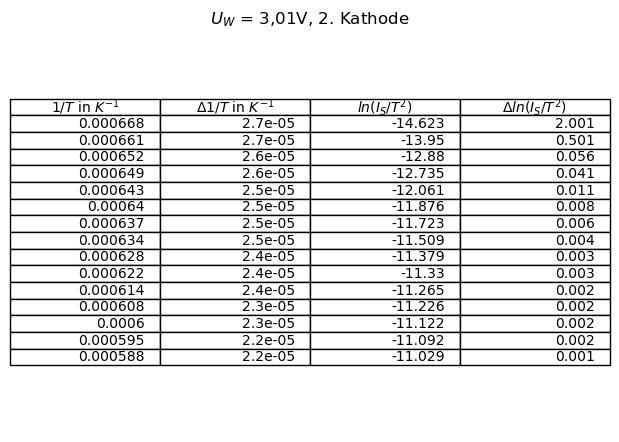 U_W = 3,01V, 2. Kathode
1/T in K⁻¹ Δ1/T in K⁻¹ ln(I_S/T²) Δln(I_S/T²)
0.000668 2.7e-05 -14.623 2.001
0.000661 2.7e-05 -13.95 0.501
0.000652 2.6e-05 -12.88 0.056
0.000649 2.6e-05 -12.735 0.041
0.000643 2.5e-05 -12.061 0.011
0.00064 2.5e-05 -11.876 0.008
0.000637 2.5e-05 -11.723 0.006
0.000634 2.5e-05 -11.509 0.004
0.000628 2.4e-05 -11.379 0.003
0.000622 2.4e-05 -11.33 0.003
0.000614 2.4e-05 -11.265 0.002
0.000608 2.3e-05 -11.226 0.002
0.0006 2.3e-05 -11.122 0.002
0.000595 2.2e-05 -11.092 0.002
0.000588 2.2e-05 -11.029 0.001